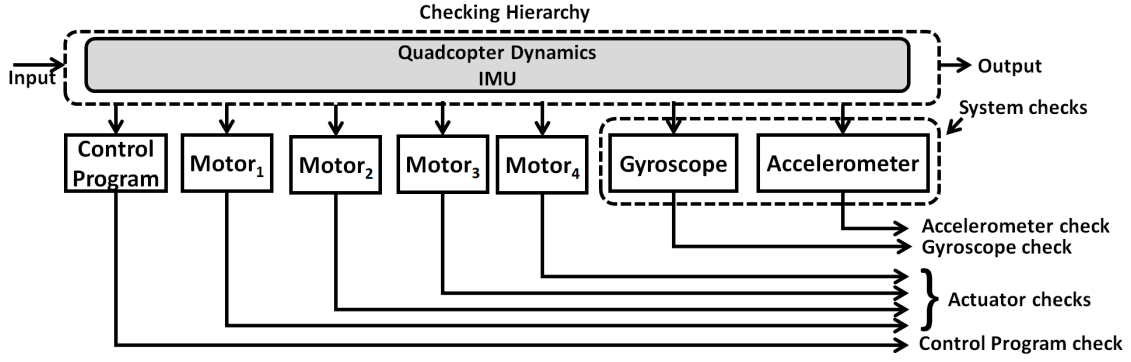 Checking Hierarchy
Quadcopter Dynamics
IMU
Input
Output
System checks
Control
Program
Motor1
Motor2
Motor3
Motor4
Gyroscope
Accelerometer
Accelerometer check
Gyroscope check
Actuator checks
Control Program check